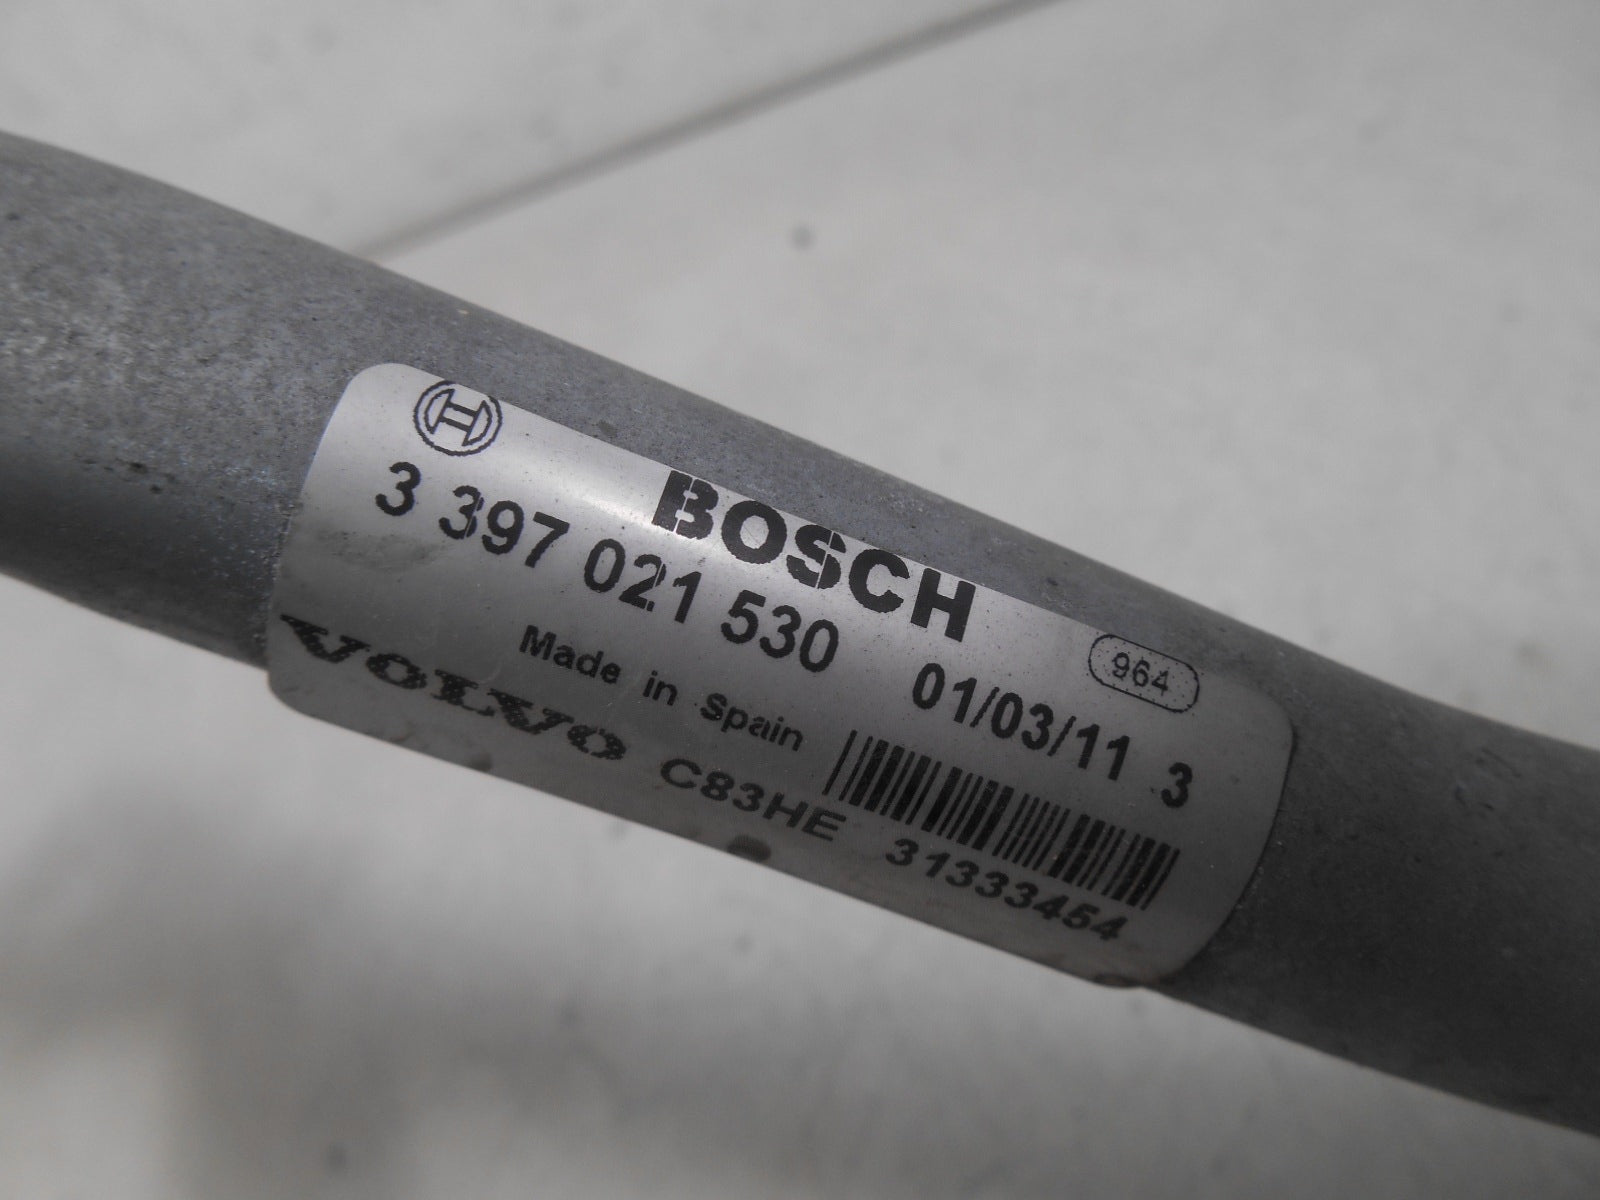 BOSCH
964
3 397 021 530 01/03/11 3
Made in Spain
VOLVO C83HE 31333454